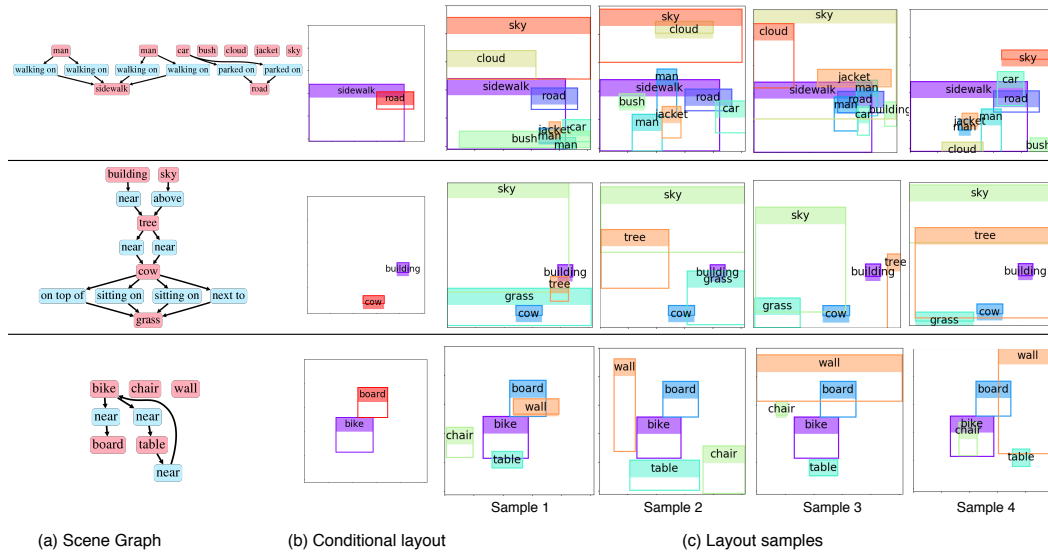 man man car bush cloud jacket sky
walking on walking on walking on walking on parked on parked on
sidewalk road
sidewalk
road
sky
cloud
sidewalk
road
jacket
car
man
bush
man
sky
cloud
man
sidewalk
road
bush
car
jacket
man
sky
cloud
jacket
sidewalk
man
road
man
building
car
sky
car
sidewalk
road
man
jacket
man
cloud
bush
building sky
near above
tree
near near
cow
on top of sitting on sitting on next to
grass
building
cow
sky
building
tree
grass
cow
sky
tree
building
grass
cow
sky
tree
building
grass
cow
sky
tree
building
cow
grass
bike chair wall
near near
board table
near
board
bike
board
wall
bike
chair
table
wall
board
bike
chair
table
wall
board
chair
bike
table
wall
board
bike
chair
table
Sample 1 Sample 2 Sample 3 Sample 4
(a) Scene Graph (b) Conditional layout (c) Layout samples